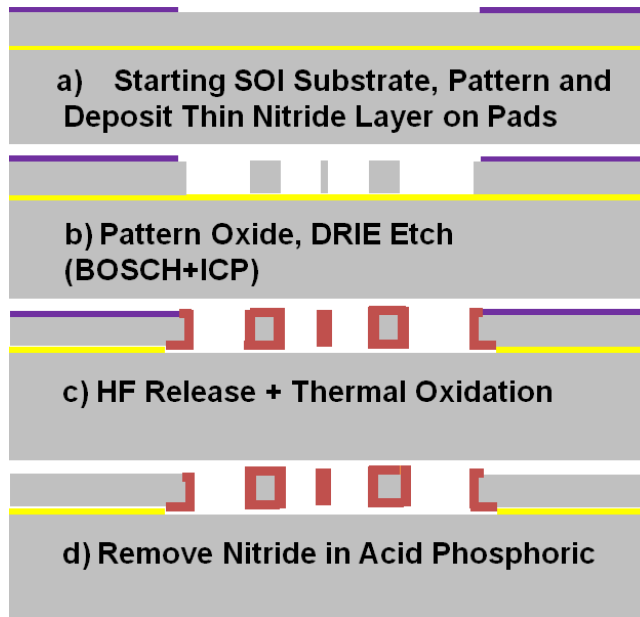 a) Starting SOI Substrate, Pattern and
Deposit Thin Nitride Layer on Pads
b) Pattern Oxide, DRIE Etch
(BOSCH+ICP)
c) HF Release + Thermal Oxidation
d) Remove Nitride in Acid Phosphoric